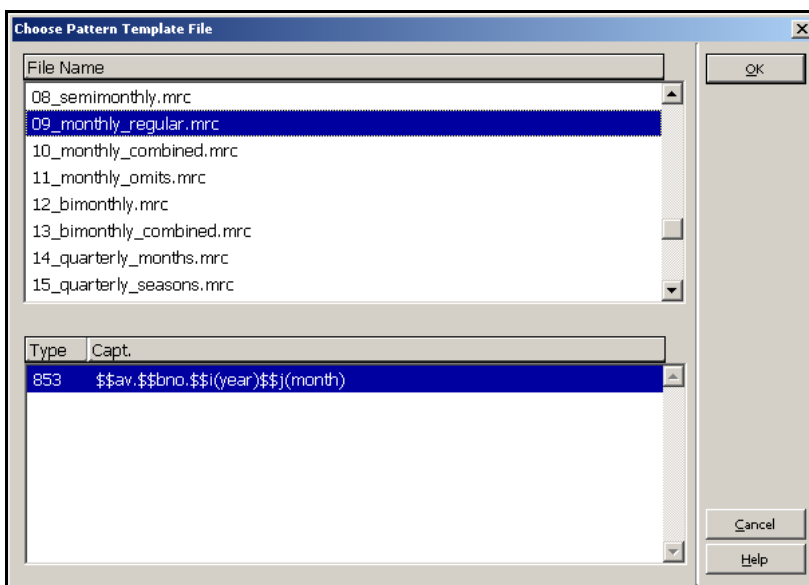 Choose Pattern Template File
File Name
OK
08_semimonthly.mrc
09_monthly_regular.mrc
10_monthly_combined.mrc
11_monthly_omits.mrc
12_bimonthly.mrc
13_bimonthly_combined.mrc
14_quarterly_months.mrc
15_quarterly_seasons.mrc
Type Capt.
853 $$av.$$bno.$$i(year)$$j(month)
Cancel
Help